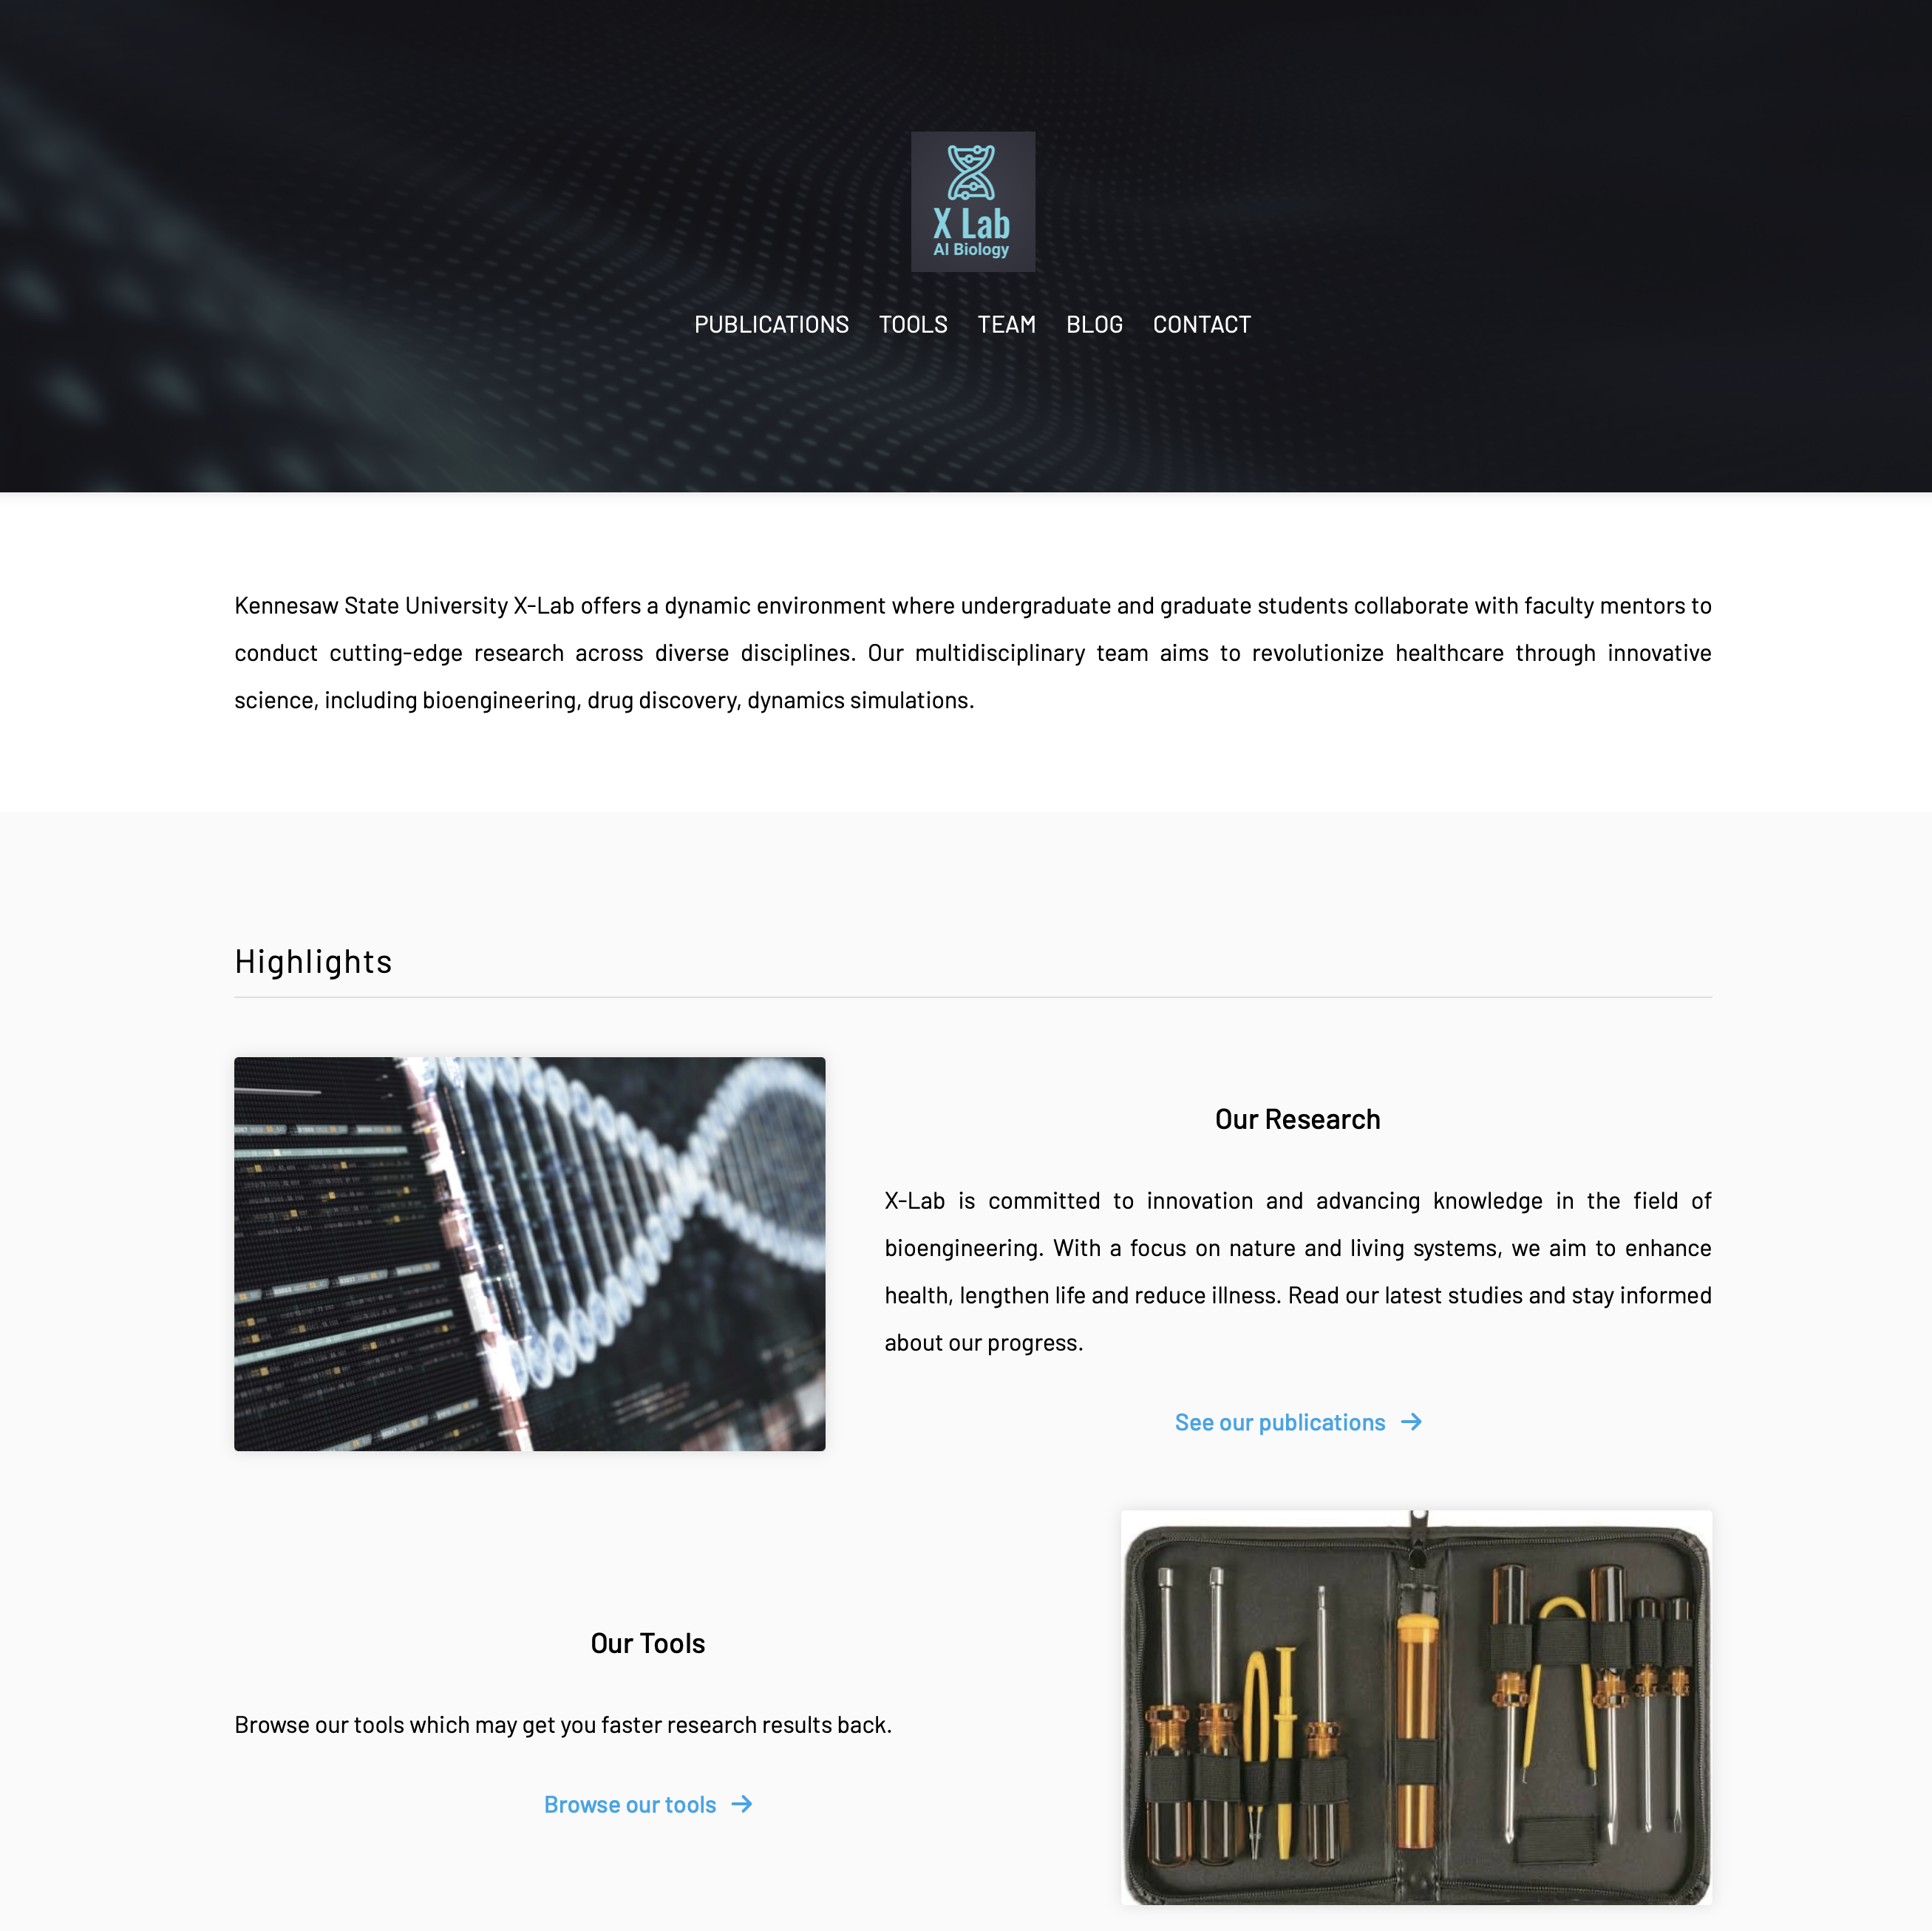 X Lab
AI Biology
PUBLICATIONS TOOLS TEAM BLOG CONTACT
Kennesaw State University X-Lab offers a dynamic environment where undergraduate and graduate students collaborate with faculty mentors to
conduct cutting-edge research across diverse disciplines. Our multidisciplinary team aims to revolutionize healthcare through innovative
science, including bioengineering, drug discovery, dynamics simulations.
Highlights
Our Research
X-Lab is committed to innovation and advancing knowledge in the field of
bioengineering. With a focus on nature and living systems, we aim to enhance
health, lengthen life and reduce illness. Read our latest studies and stay informed
about our progress.
See our publications →
Our Tools
Browse our tools which may get you faster research results back.
Browse our tools →